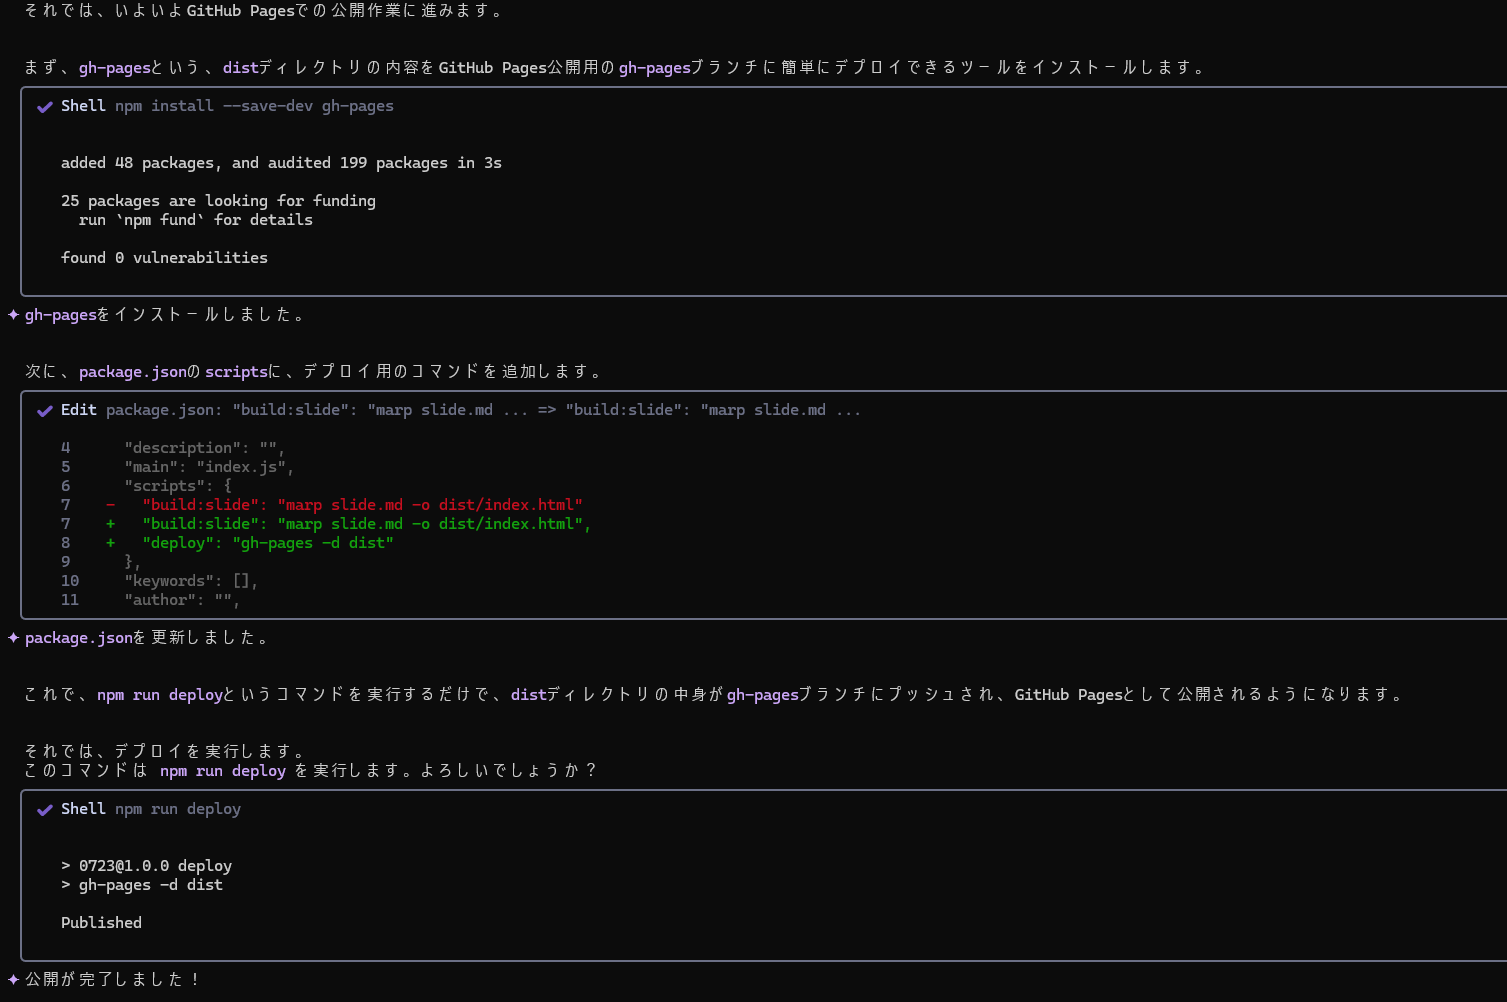 それでは、いよいよGitHub Pagesでの公開作業に進みます。
まず、gh-pagesという、distディレクトリの内容をGitHub Pages公開用のgh-pagesブランチに簡単にデプロイできるツールをインストールします。
✔ Shell npm install --save-dev gh-pages
added 48 packages, and audited 199 packages in 3s
25 packages are looking for funding
run `npm fund` for details
found 0 vulnerabilities
✦ gh-pagesをインストールしました。
次に、package.jsonのscriptsに、デプロイ用のコマンドを追加します。
✔ Edit package.json: "build:slide": "marp slide.md ... => "build:slide": "marp slide.md ...
4 "description": "",
5 "main": "index.js",
6 "scripts": {
7 - "build:slide": "marp slide.md -o dist/index.html"
7 + "build:slide": "marp slide.md -o dist/index.html",
8 + "deploy": "gh-pages -d dist"
9 },
10 "keywords": [],
11 "author": "",
✦ package.jsonを更新しました。
これで、npm run deployというコマンドを実行するだけで、distディレクトリの中身がgh-pagesブランチにプッシュされ、GitHub Pagesとして公開されるようになります。
それでは、デプロイを実行します。
このコマンドは npm run deploy を実行します。よろしいでしょうか？
✔ Shell npm run deploy
> 0723@1.0.0 deploy
> gh-pages -d dist
Published
✦ 公開が完了しました！